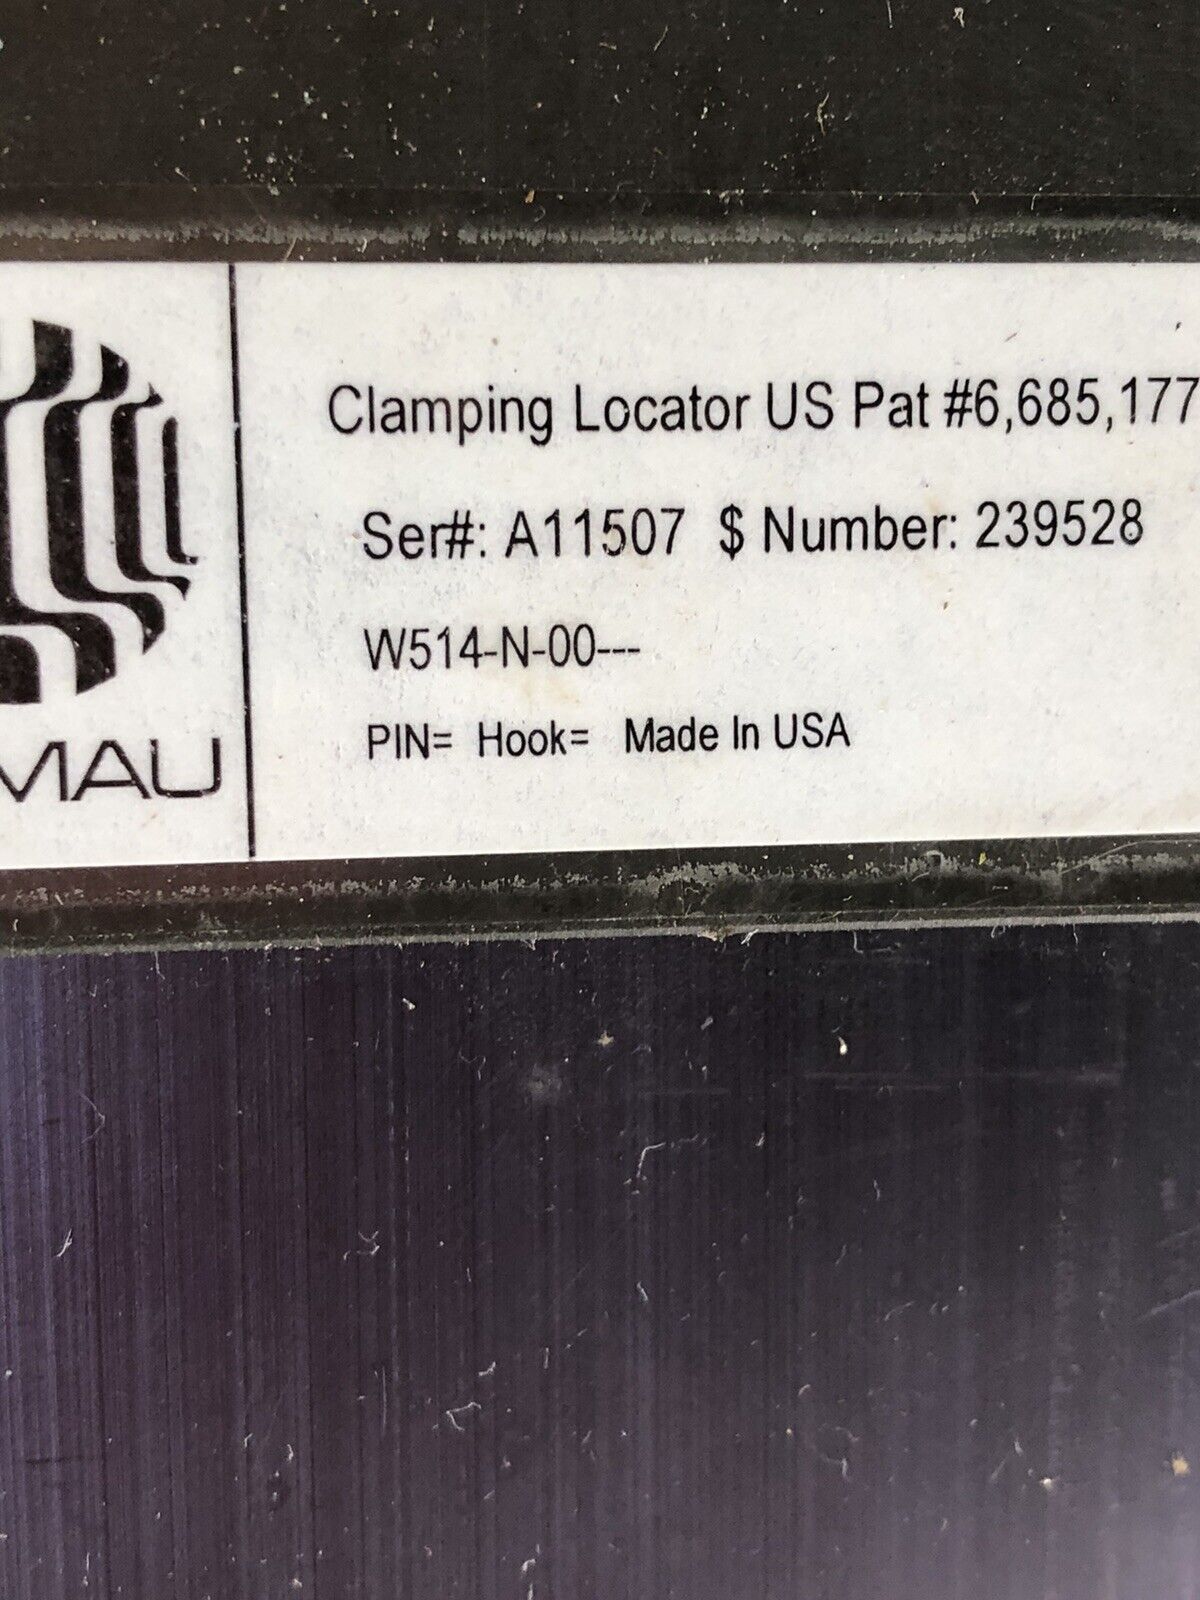 Clamping Locator US Pat #6,685,177
Ser#: A11507 $ Number: 239528
W514-N-00---
PIN= Hook= Made In USA
MAU